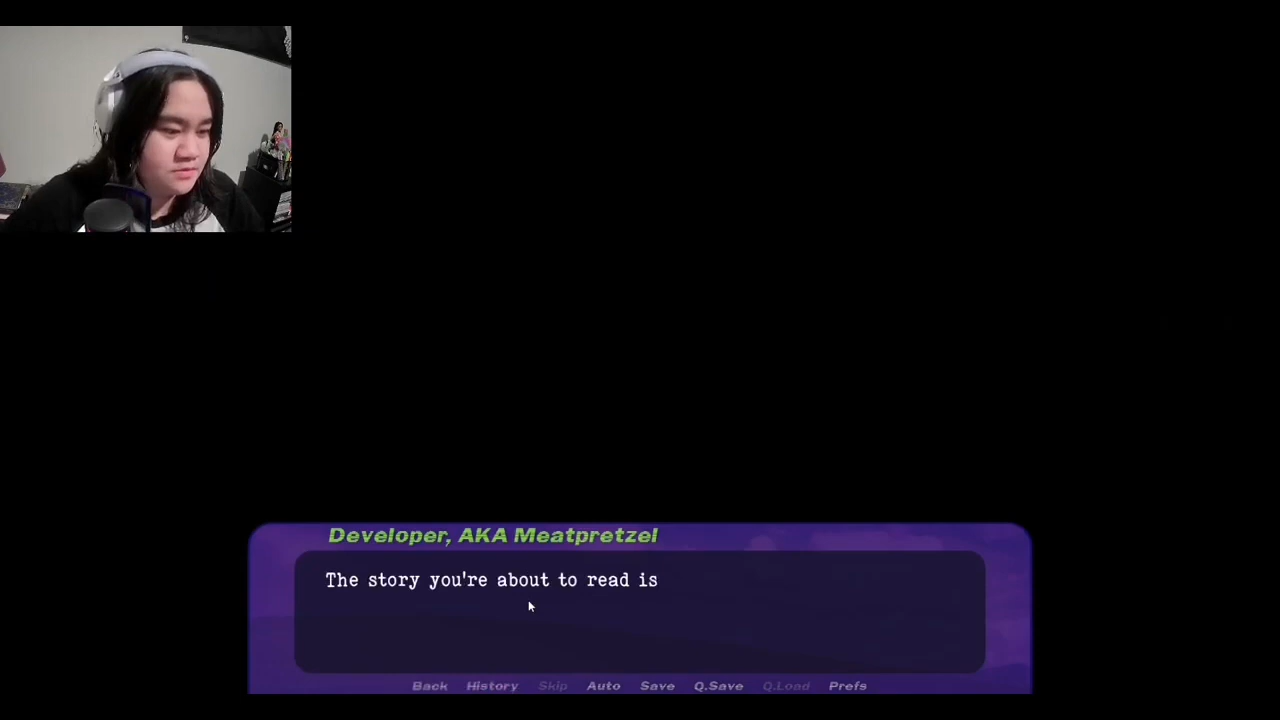 Developer, AKA Meatpretzel
The story you're about to read is
Back History Skip Auto Save Q.Save Q.Load Prefs